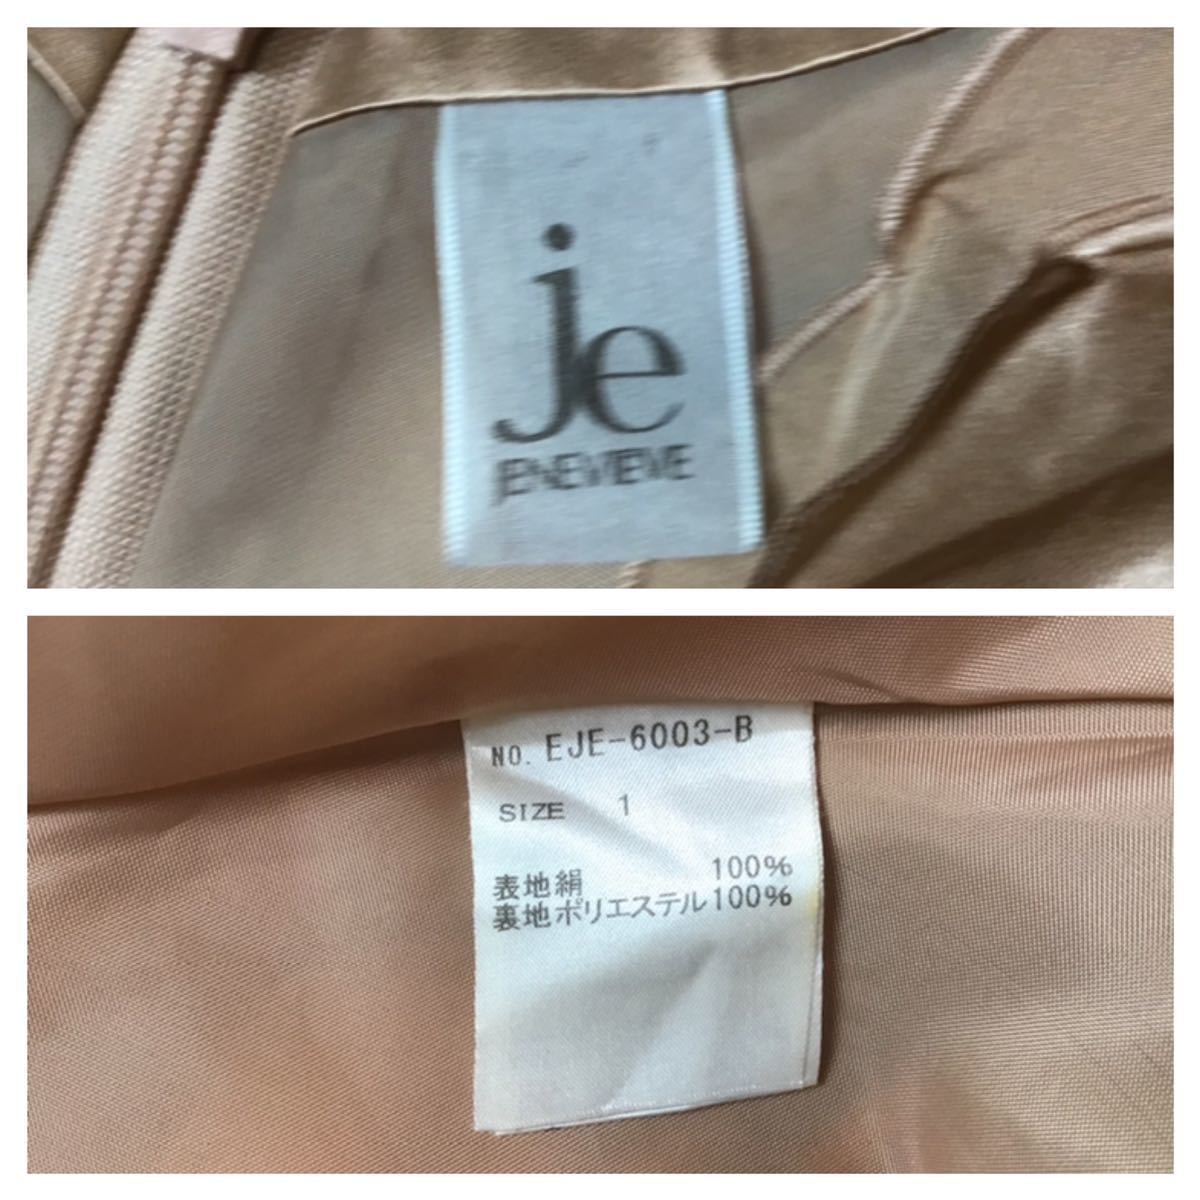 je
JENEVIEVE
NO. EJE-6003-B
SIZE 1
表地絹 100%
裏地ポリエステル100%